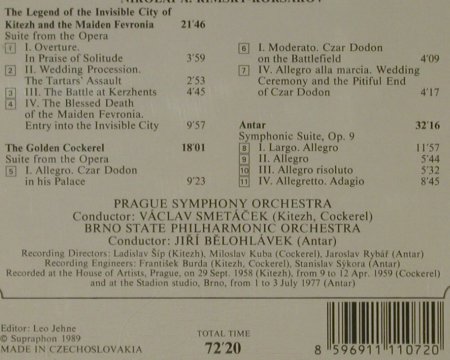 NIKOLAI A. RIMSKY-KORSAKOV
The Legend of the Invisible City of
Kitezh and the Maiden Fevronia 21'46
Suite from the Opera
1 I. Overture.
In Praise of Solitude 3'59
2 II. Wedding Procession.
The Tartars' Assault 2'53
3 III. The Battle at Kerzhents 4'45
4 IV. The Blessed Death
of the Maiden Fevronia.
Entry into the Invisible City 9'57
The Golden Cockerel 18'01
Suite from the Opera
5 I. Allegro. Czar Dodon
in his Palace 9'23
6 I. Moderato. Czar Dodon
on the Battlefield 4'09
7 IV. Allegro alla marcia. Wedding
Ceremony and the Pitiful End
of Czar Dodon 4'17
Antar 32'16
Symphonic Suite, Op. 9
8 I. Largo. Allegro 11'57
9 II. Allegro 5'44
10 III. Allegro risoluto 5'32
11 IV. Allegretto. Adagio 8'45
PRAGUE SYMPHONY ORCHESTRA
Conductor: VÁCLAV SMETÁČEK (Kitezh, Cockerel)
BRNO STATE PHILHARMONIC ORCHESTRA
Conductor: JIŘÍ BĚLOHLÁVEK (Antar)
Recording Directors: Ladislav Šíp (Kitezh), Miloslav Kuba (Cockerel), Jaroslav Rybář (Antar)
Recording Engineers: František Burda (Kitezh, Cockerel), Stanislav Sýkora (Antar)
Recorded at the House of Artists, Prague, on 29 Sept. 1958 (Kitezh), from 9 to 12 Apr. 1959 (Cockerel)
and at the Stadion studio, Brno, from 1 to 3 July 1977 (Antar)
Editor: Leo Jehne
© Supraphon 1989
MADE IN CZECHOSLOVAKIA
TOTAL TIME
72'20
8 596911 110720